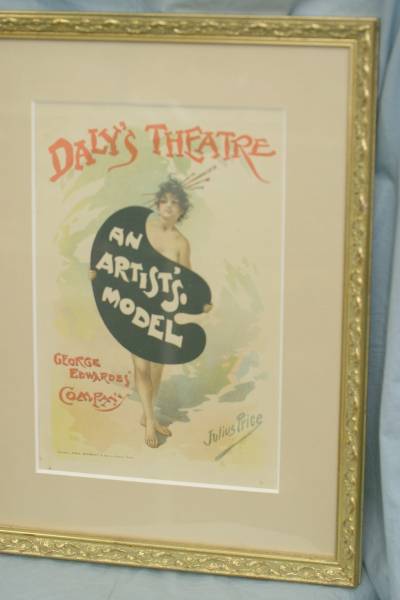 DALY'S THEATRE
AN
ARTIST'S
MODEL
GEORGE
EDWARDES'
COMPANY
Julius Price